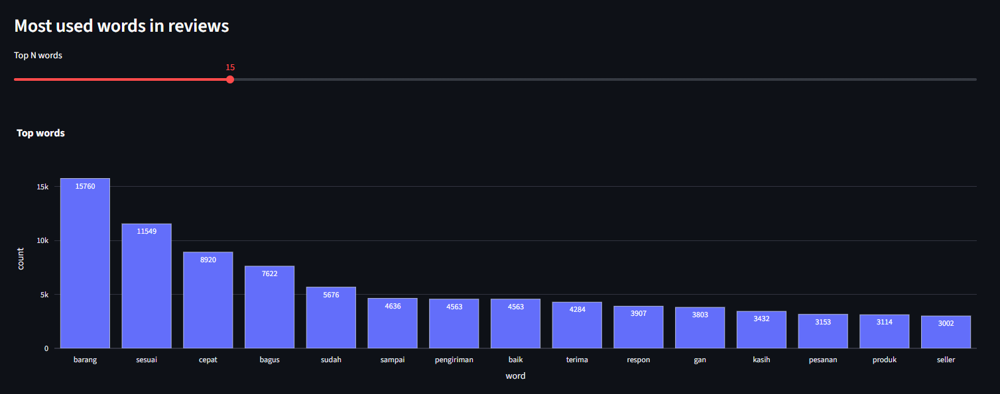 Most used words in reviews
Top N words
15
Top words
15k
10k
5k
0
count
15760
11549
8920
7622
5676
4636
4563
4563
4284
3907
3803
3432
3153
3114
3002
barang
sesuai
cepat
bagus
sudah
sampai
pengiriman
baik
terima
respon
gan
kasih
pesanan
produk
seller
word